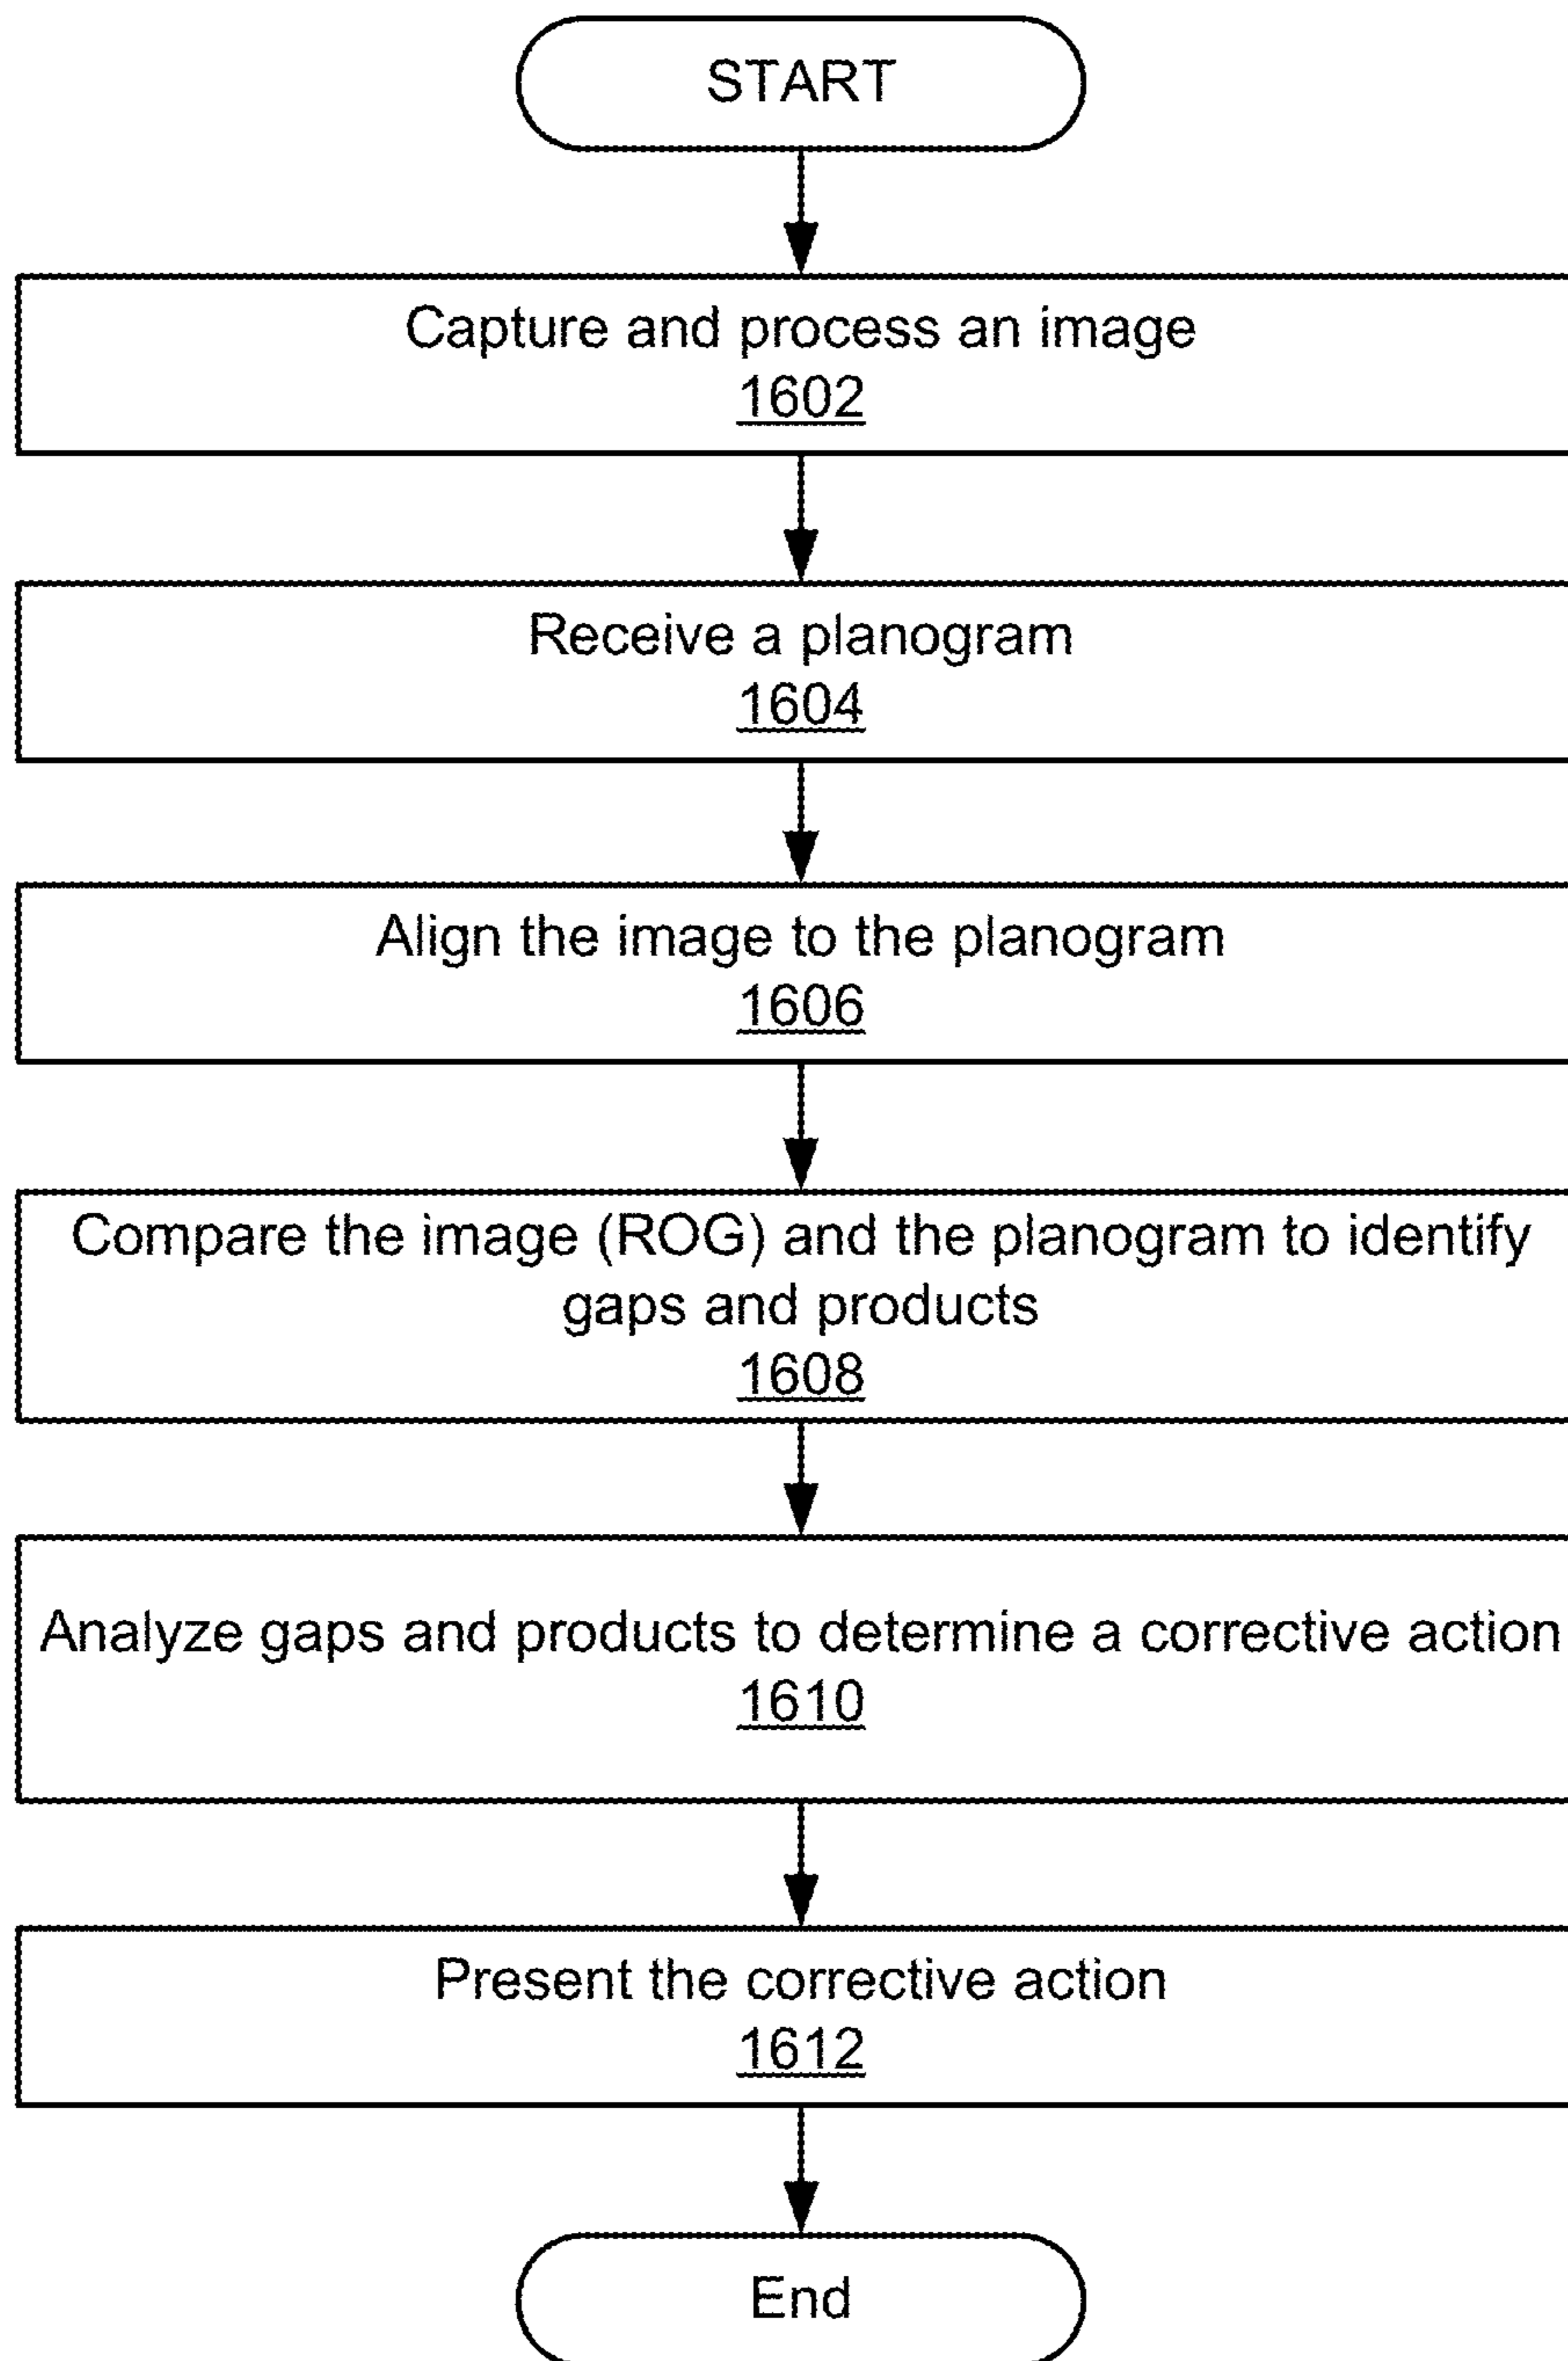 START
Capture and process an image
1602
Receive a planogram
1604
Align the image to the planogram
1606
Compare the image (ROG) and the planogram to identify
gaps and products
1608
Analyze gaps and products to determine a corrective action
1610
Present the corrective action
1612
End